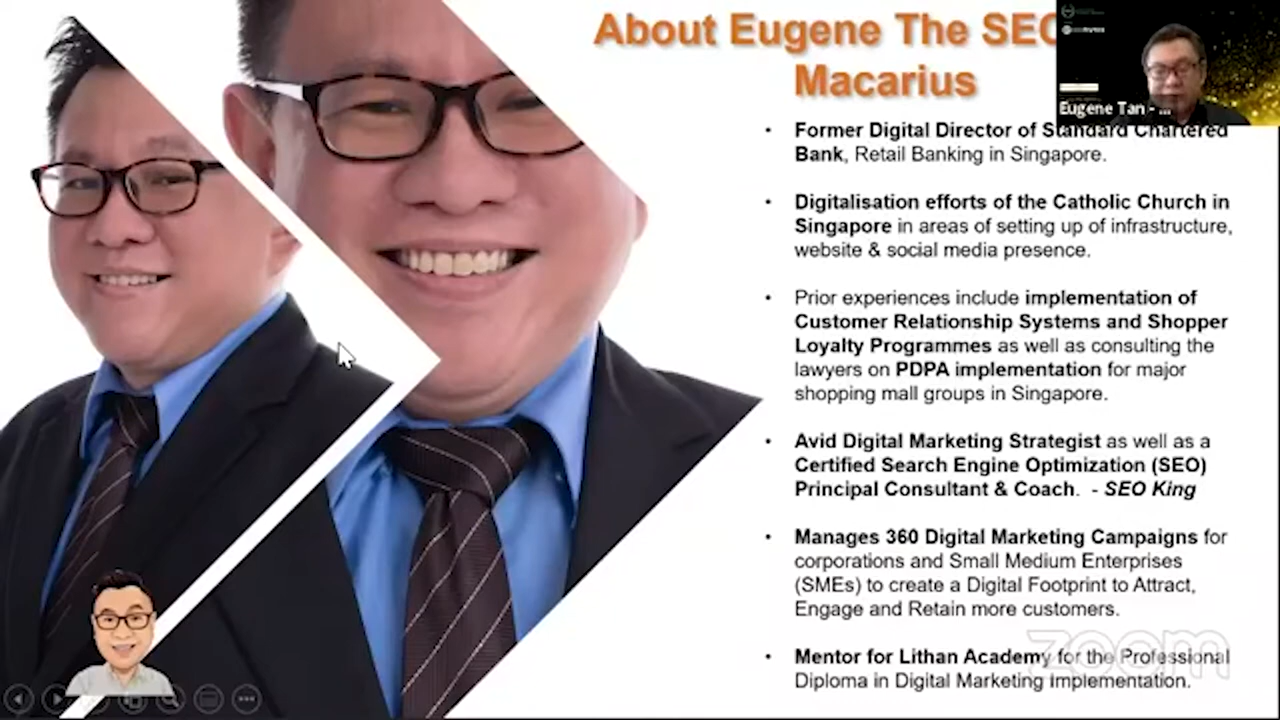 About Eugene The SEO
Macarius
Eugene Tan - ...
Former Digital Director of Standard Chartered
Bank, Retail Banking in Singapore.
Digitalisation efforts of the Catholic Church in
Singapore in areas of setting up of infrastructure,
website & social media presence.
Prior experiences include implementation of
Customer Relationship Systems and Shopper
Loyalty Programmes as well as consulting the
lawyers on PDPA implementation for major
shopping mall groups in Singapore.
Avid Digital Marketing Strategist as well as a
Certified Search Engine Optimization (SEO)
Principal Consultant & Coach. - SEO King
Manages 360 Digital Marketing Campaigns for
corporations and Small Medium Enterprises
(SMEs) to create a Digital Footprint to Attract,
Engage and Retain more customers.
Mentor for Lithan Academy for the Professional
Diploma in Digital Marketing Implementation.
zoom